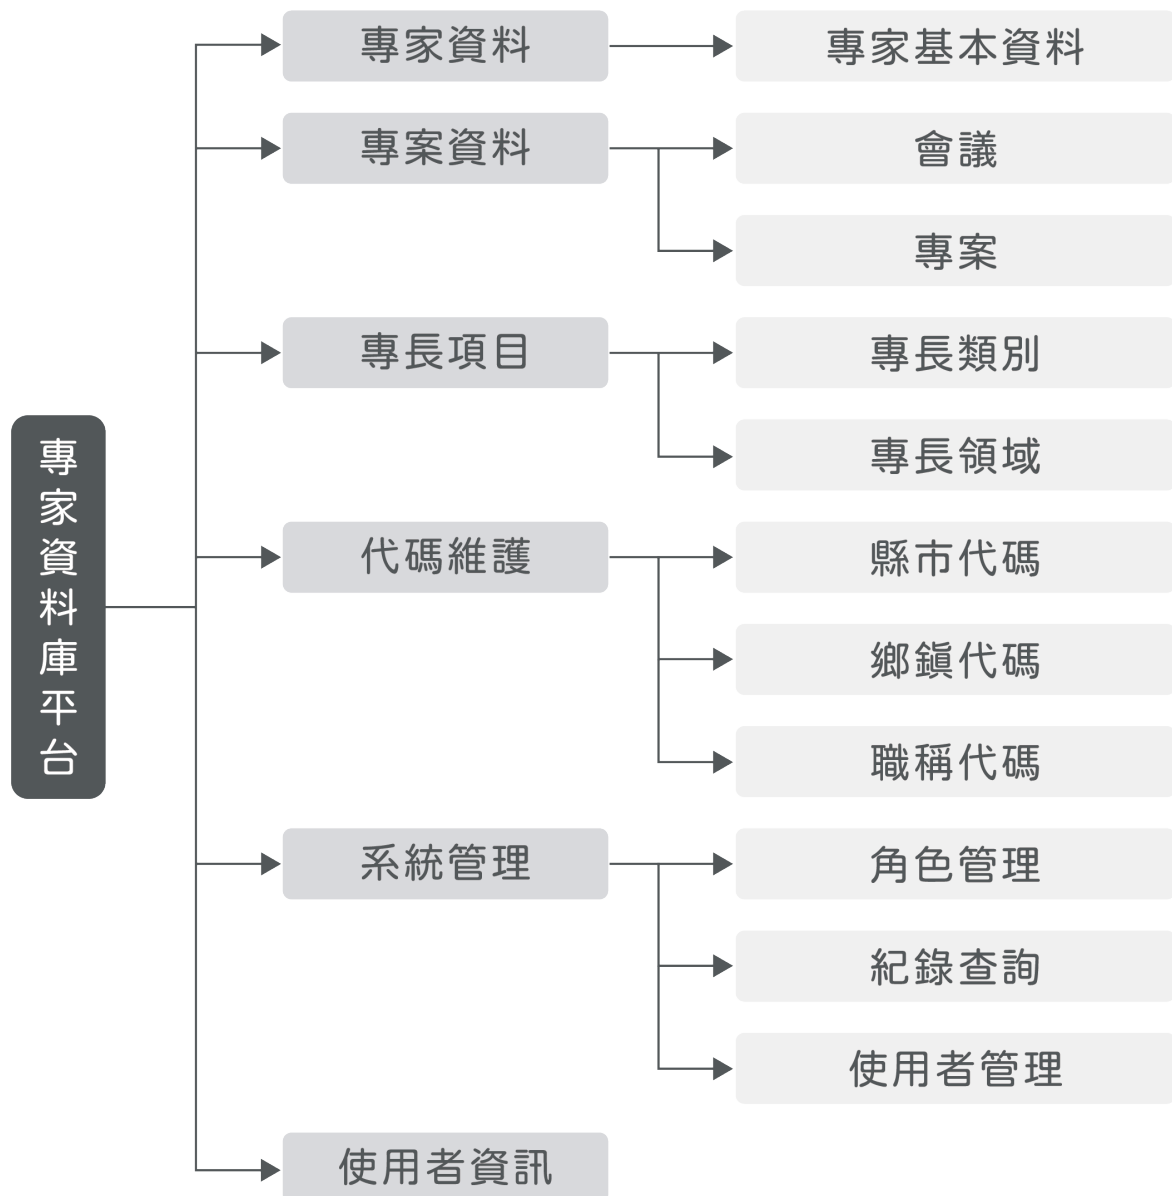 專家資料庫平台
專家資料
專家基本資料
專案資料
會議
專案
專長項目
專長類別
專長領域
代碼維護
縣市代碼
鄉鎮代碼
職稱代碼
系統管理
角色管理
紀錄查詢
使用者管理
使用者資訊